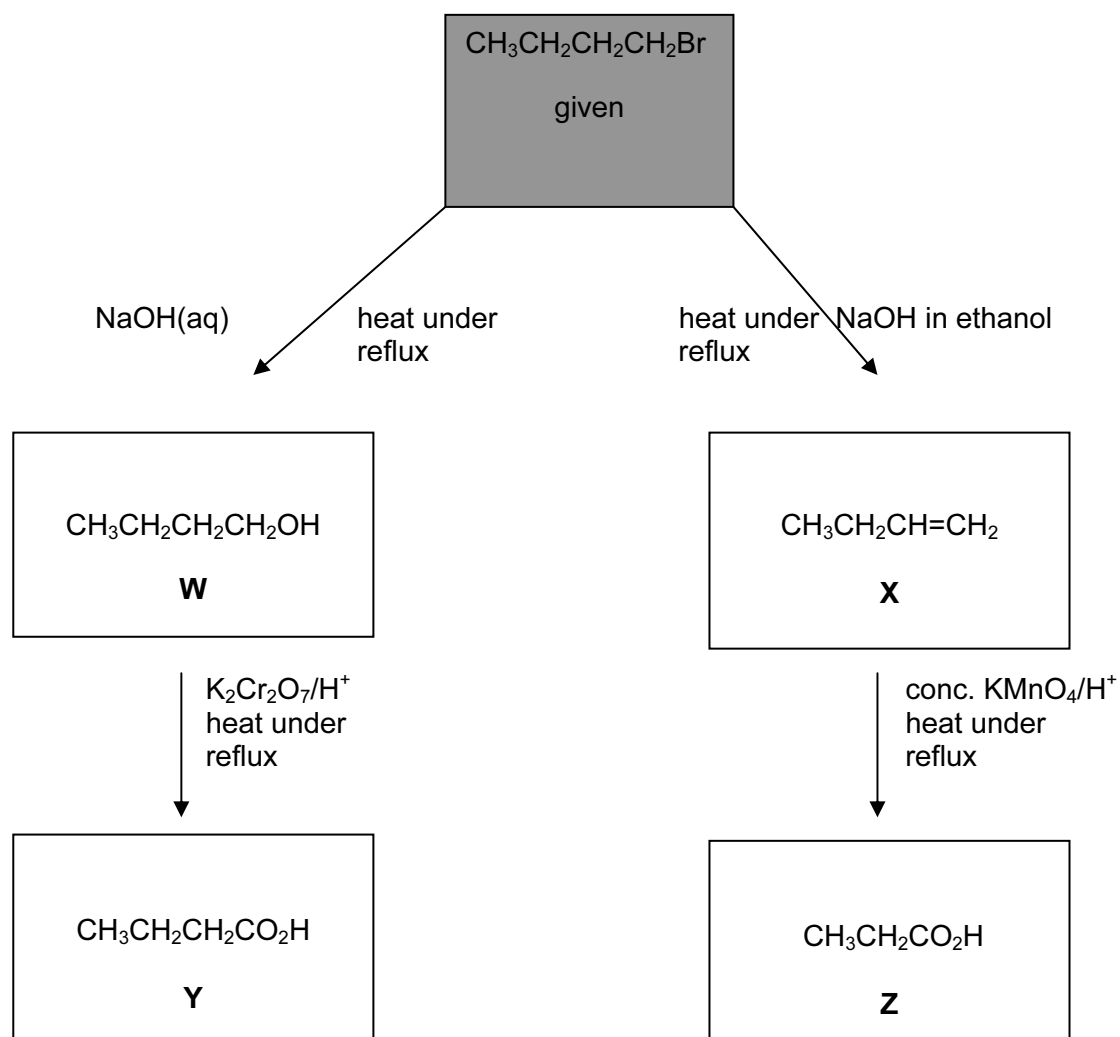 CH₃CH₂CH₂CH₂Br
given
NaOH(aq)
heat under
reflux
heat under NaOH in ethanol
reflux
CH₃CH₂CH₂CH₂OH
W
CH₃CH₂CH=CH₂
X
K₂Cr₂O₇/H⁺
heat under
reflux
conc. KMnO₄/H⁺
heat under
reflux
CH₃CH₂CH₂CO₂H
Y
CH₃CH₂CO₂H
Z